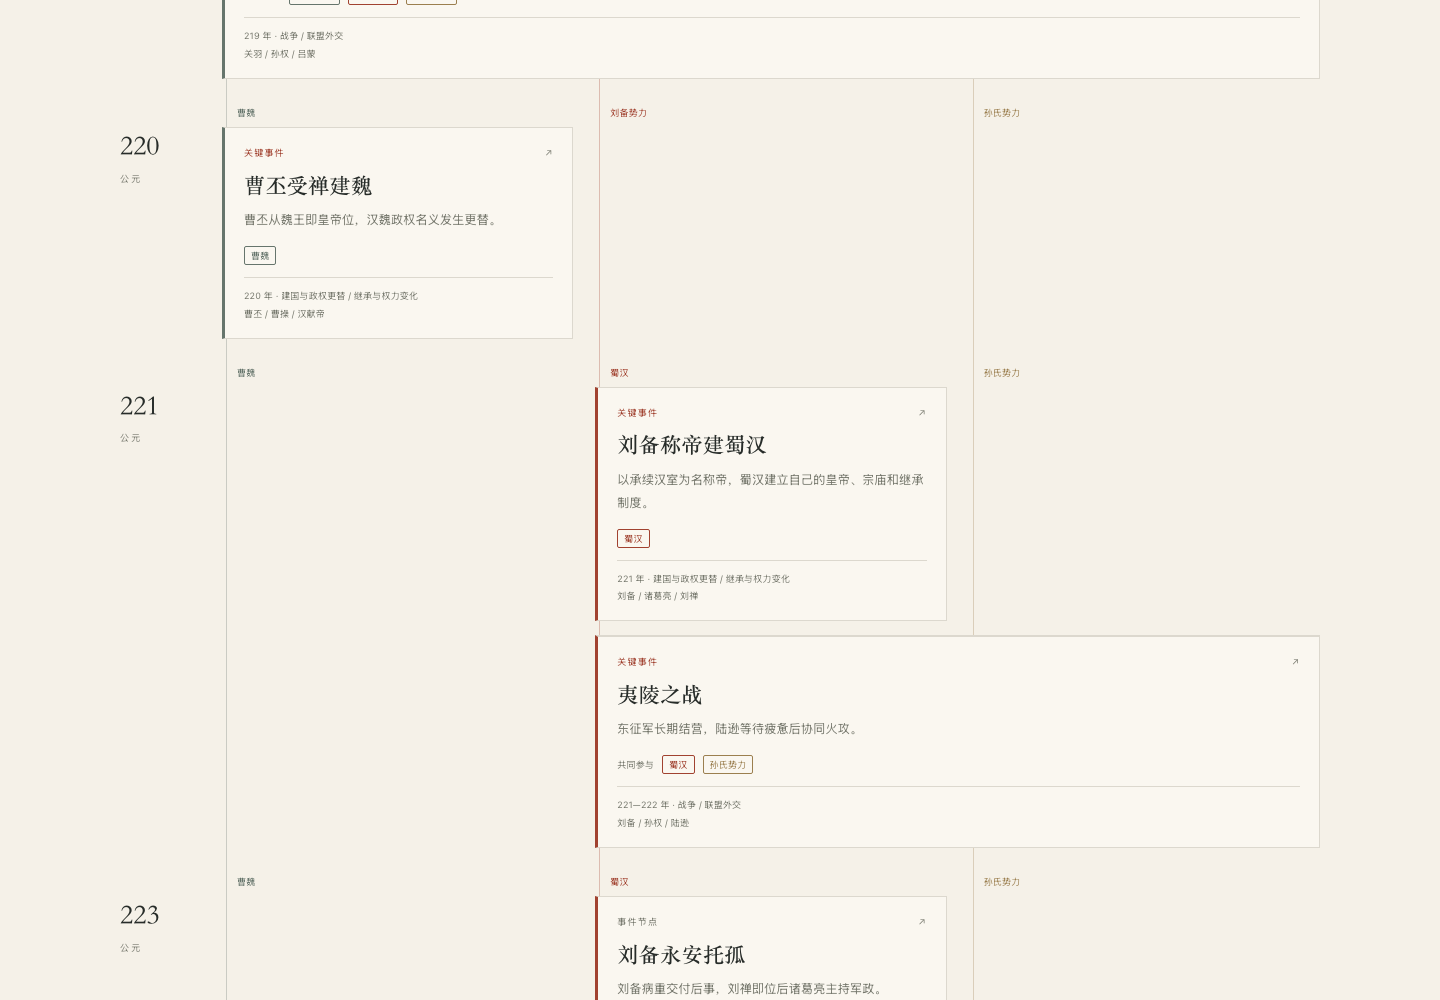 219 年 · 战争 / 联盟外交
关羽 / 孙权 / 吕蒙
曹魏
刘备势力
孙氏势力
220
公元
关键事件
↗
曹丕受禅建魏
曹丕从魏王即皇帝位，汉魏政权名义发生更替。
曹魏
220 年 · 建国与政权更替 / 继承与权力变化
曹丕 / 曹操 / 汉献帝
曹魏
蜀汉
孙氏势力
221
公元
关键事件
↗
刘备称帝建蜀汉
以承续汉室为名称帝，蜀汉建立自己的皇帝、宗庙和继承
制度。
蜀汉
221 年 · 建国与政权更替 / 继承与权力变化
刘备 / 诸葛亮 / 刘禅
关键事件
↗
夷陵之战
东征军长期结营，陆逊等待疲惫后协同火攻。
共同参与 蜀汉 孙氏势力
221—222 年 · 战争 / 联盟外交
刘备 / 孙权 / 陆逊
曹魏
蜀汉
孙氏势力
223
公元
事件节点
↗
刘备永安托孤
刘备病重交付后事，刘禅即位后诸葛亮主持军政。